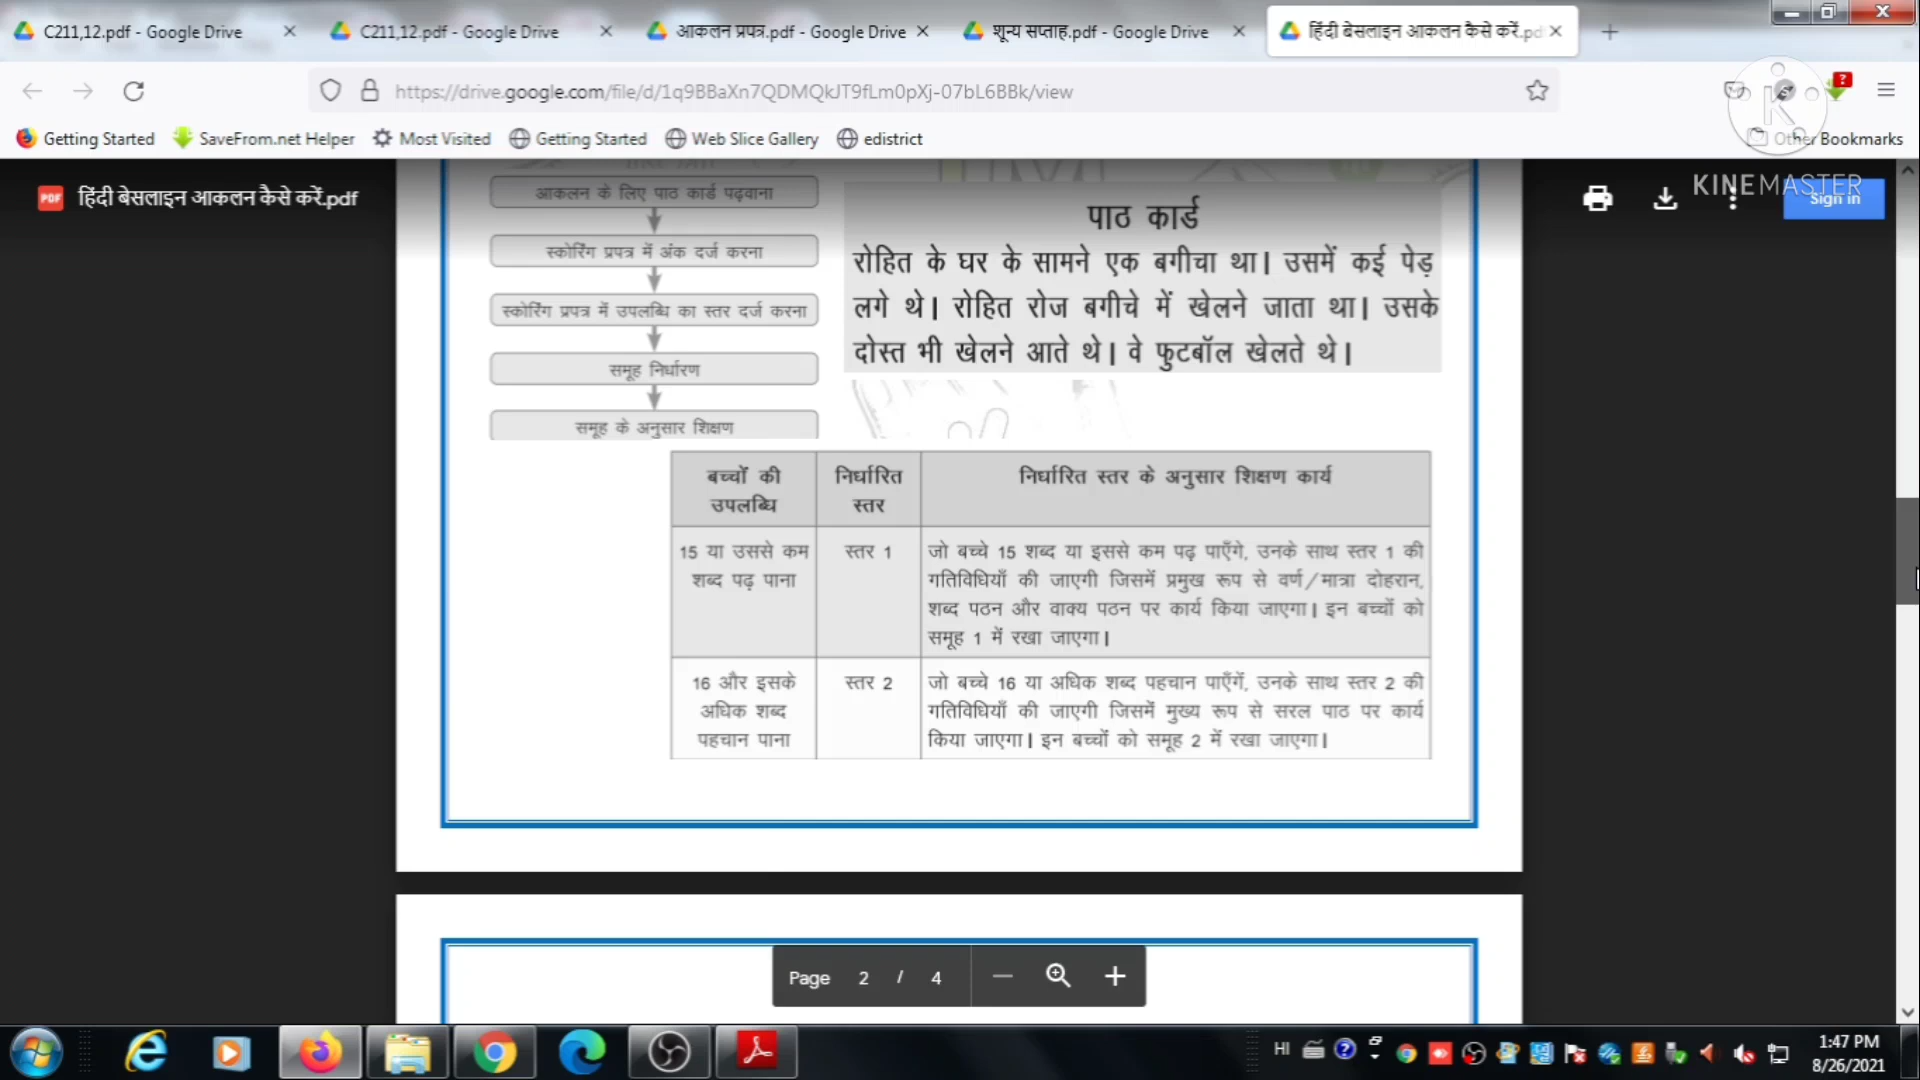 C211,12.pdf - Google Drive
C211,12.pdf - Google Drive
आकलन प्रपत्र.pdf - Google Drive
शून्य सप्ताह.pdf - Google Drive
हिंदी बेसलाइन आकलन कैसे करें.pd
https://drive.google.com/file/d/1q9BBaXn7QDMQkJT9fLm0pXj-07bL6BBk/view
Getting Started
SaveFrom.net Helper
Most Visited
Getting Started
Web Slice Gallery
edistrict
Other Bookmarks
K
KINEMASTER
PDF
हिंदी बेसलाइन आकलन कैसे करें.pdf
Sign in
आकलन के लिए पाठ कार्ड पढ़वाना
स्कोरिंग प्रपत्र में अंक दर्ज करना
स्कोरिंग प्रपत्र में उपलब्धि का स्तर दर्ज करना
समूह निर्धारण
समूह के अनुसार शिक्षण
पाठ कार्ड
रोहित के घर के सामने एक बगीचा था। उसमें कई पेड़
लगे थे। रोहित रोज बगीचे में खेलने जाता था। उसके
दोस्त भी खेलने आते थे। वे फुटबॉल खेलते थे।
बच्चों की
उपलब्धि
निर्धारित
स्तर
निर्धारित स्तर के अनुसार शिक्षण कार्य
15 या उससे कम
शब्द पढ़ पाना
स्तर 1
जो बच्चे 15 शब्द या इससे कम पढ़ पाएँगे, उनके साथ स्तर 1 की
गतिविधियाँ की जाएगी जिसमें प्रमुख रूप से वर्ण/मात्रा दोहरान,
शब्द पठन और वाक्य पठन पर कार्य किया जाएगा। इन बच्चों को
समूह 1 में रखा जाएगा।
16 और इसके
अधिक शब्द
पहचान पाना
स्तर 2
जो बच्चे 16 या अधिक शब्द पहचान पाएँगें, उनके साथ स्तर 2 की
गतिविधियाँ की जाएगी जिसमें मुख्य रूप से सरल पाठ पर कार्य
किया जाएगा। इन बच्चों को समूह 2 में रखा जाएगा।
Page 2 / 4
HI
1:47 PM
8/26/2021